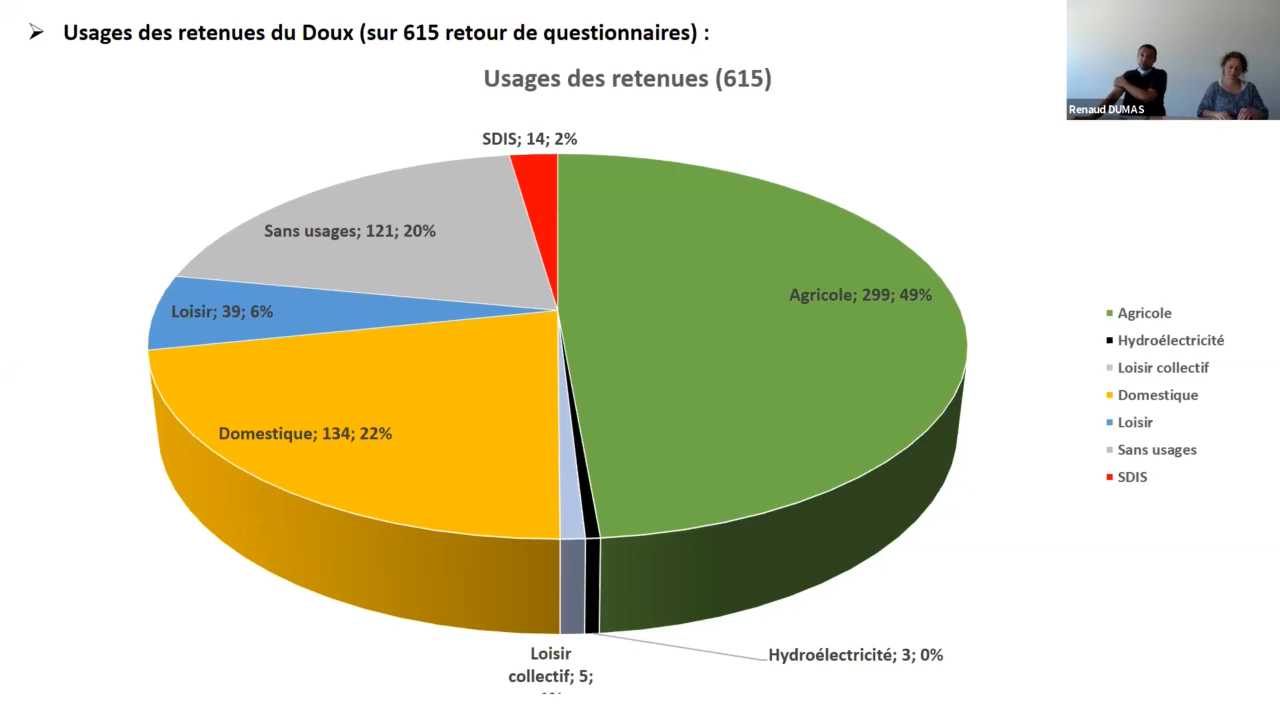 Usages des retenues du Doux (sur 615 retour de questionnaires) :
Usages des retenues (615)
Renaud DUMAS
SDIS; 14; 2%
Sans usages; 121; 20%
Agricole; 299; 49%
Loisir; 39; 6%
Domestique; 134; 22%
Agricole
Hydroélectricité
Loisir collectif
Domestique
Loisir
Sans usages
SDIS
Loisir
collectif; 5;
Hydroélectricité; 3; 0%